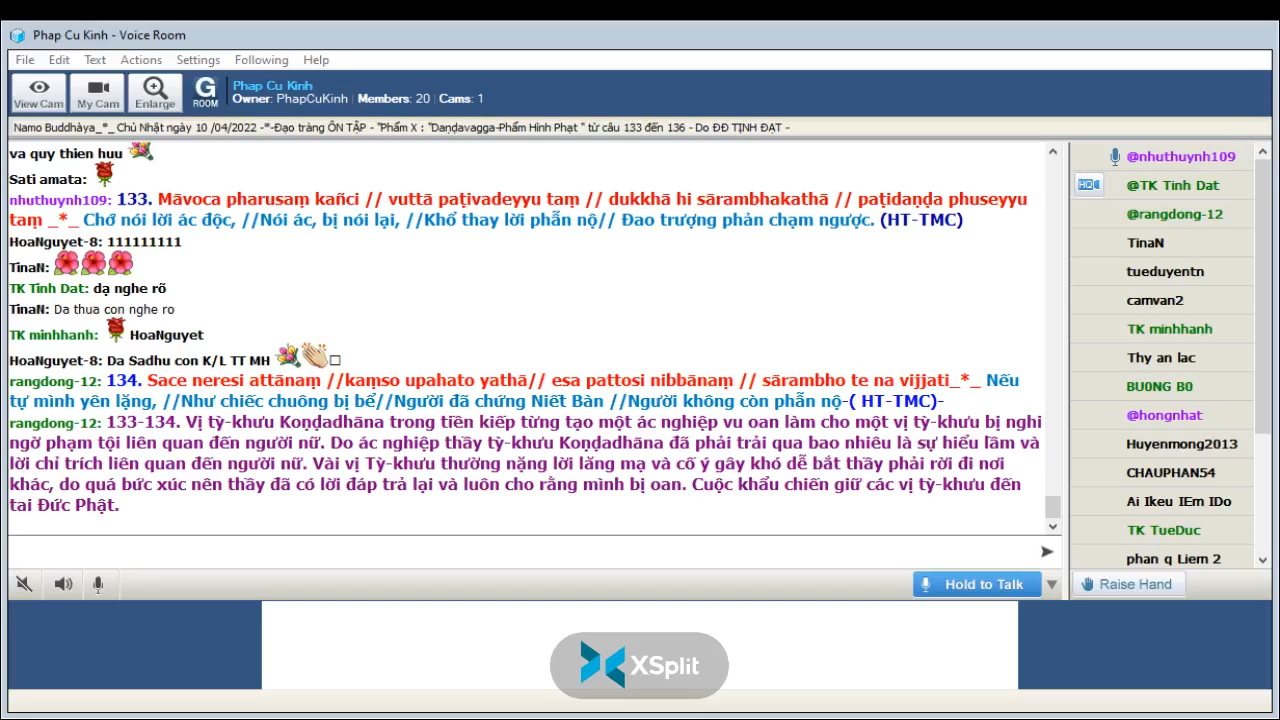 Phap Cu Kinh - Voice Room
File Edit Text Actions Settings Following Help
View Cam My Cam Enlarge G ROOM
Phap Cu Kinh
Owner: PhapCuKinh | Members: 20 | Cams: 1
Namo Buddhàya_*_ Chủ Nhật ngày 10 /04/2022 -*-Đạo tràng ÔN TẬP - "Phẩm X : "Daṇḍavagga-Phẩm Hình Phạt " từ câu 133 đến 136 - Do ĐĐ TỊNH ĐẠT -
va quy thien huu
Sati amata:
nhuthuynh109: 133. Māvoca pharusaṃ kañci // vuttā paṭivadeyyu taṃ // dukkhā hi sārambhakathā // paṭidaṇḍa phuseyyu
taṃ _*_ Chớ nói lời ác độc, //Nói ác, bị nói lại, //Khổ thay lời phẫn nộ// Đao trượng phản chạm ngược. (HT-TMC)
HoaNguyet-8: 111111111
TinaN:
TK Tinh Dat: dạ nghe rõ
TinaN: Da thua con nghe ro
TK minhhanh: HoaNguyet
HoaNguyet-8: Da Sadhu con K/L TT MH
rangdong-12: 134. Sace neresi attānaṃ //kaṃso upahato yathā// esa pattosi nibbānaṃ // sārambho te na vijjati_*_ Nếu
tự mình yên lặng, //Như chiếc chuông bị bể//Người đã chứng Niết Bàn //Người không còn phẫn nộ-( HT-TMC)-
rangdong-12: 133-134. Vị tỳ-khưu Koṇḍadhāna trong tiền kiếp từng tạo một ác nghiệp vu oan làm cho một vị tỳ-khưu bị nghi
ngờ phạm tội liên quan đến người nữ. Do ác nghiệp thầy tỳ-khưu Koṇḍadhāna đã phải trải qua bao nhiêu là sự hiểu lầm và
lời chỉ trích liên quan đến người nữ. Vài vị Tỳ-khưu thường nặng lời lăng mạ và cố ý gây khó dễ bắt thầy phải rời đi nơi
khác, do quá bức xúc nên thầy đã có lời đáp trả lại và luôn cho rằng mình bị oan. Cuộc khẩu chiến giữ các vị tỳ-khưu đến
tai Đức Phật.
@nhuthuynh109
HQ @TK Tinh Dat
@rangdong-12
TinaN
tueduyentn
camvan2
TK minhhanh
Thy an lac
BU0NG B0
@hongnhat
Huyenmong2013
CHAUPHAN54
Ai Ikeu IEm IDo
TK TueDuc
phan q Liem 2
Hold to Talk
Raise Hand
XSplit